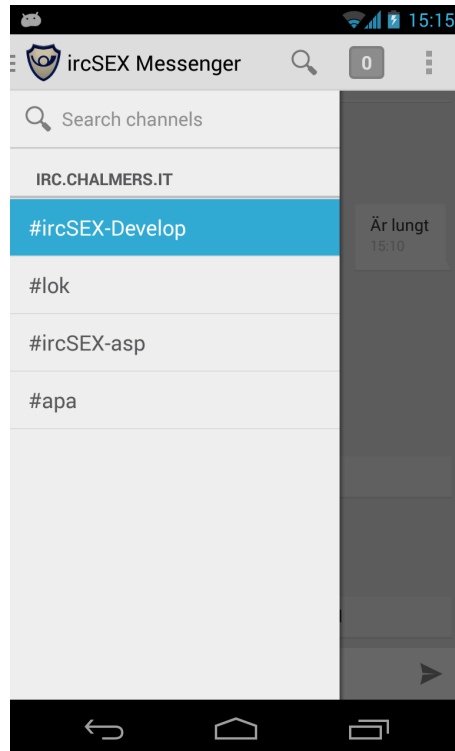 15:15
ircSEX Messenger
0
Search channels
IRC.CHALMERS.IT
#ircSEX-Develop
Är lungt
15:10
#lok
#ircSEX-asp
#apa